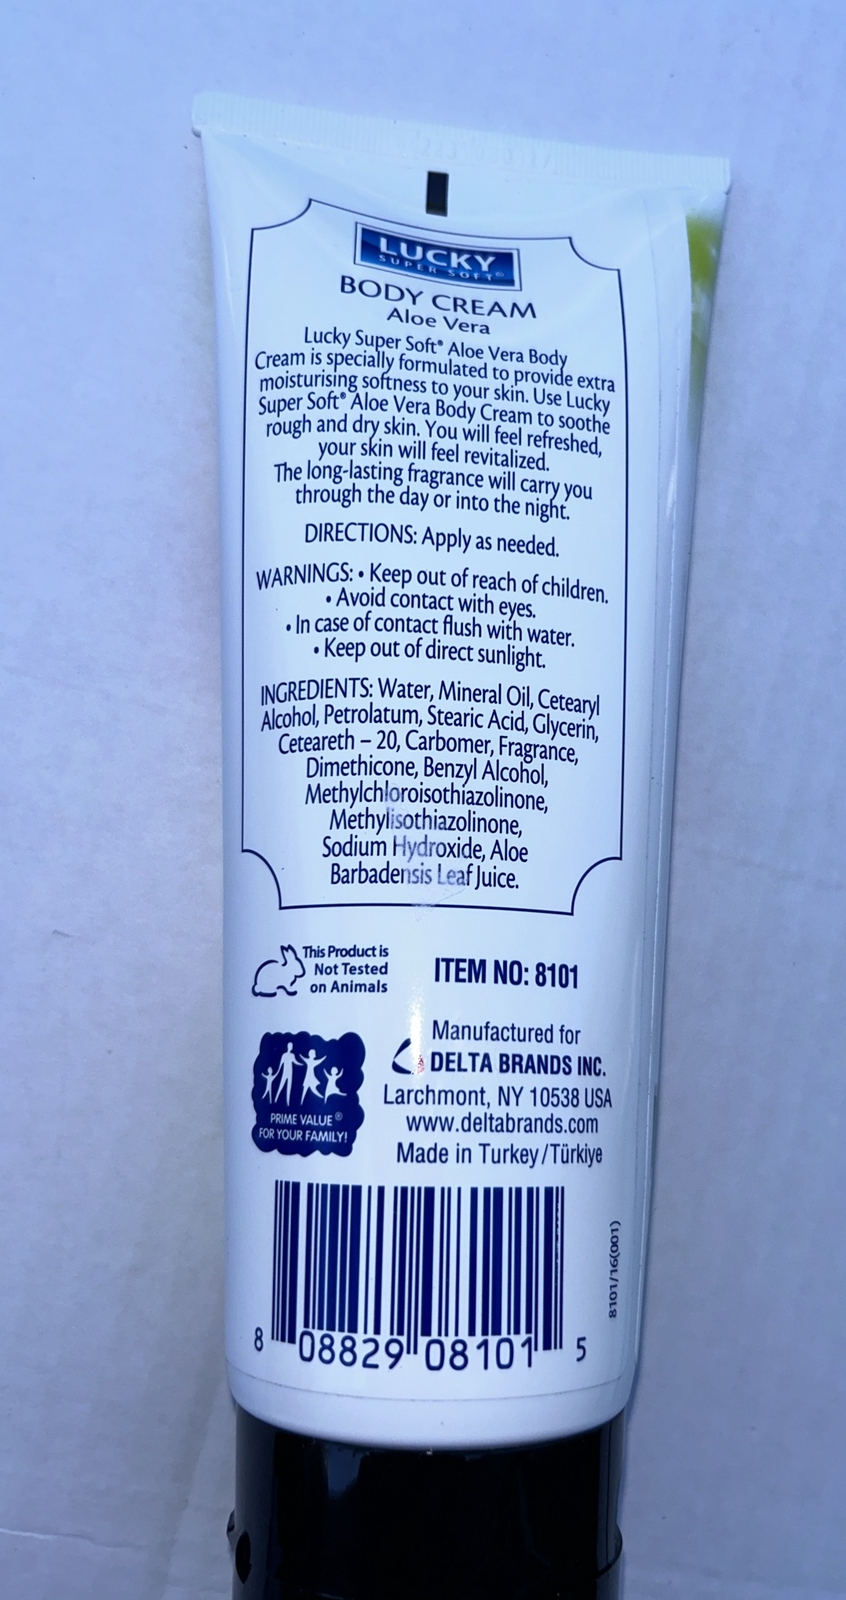 LUCKY
SUPER SOFT®
BODY CREAM
Aloe Vera
Lucky Super Soft® Aloe Vera Body
Cream is specially formulated to provide extra
moisturising softness to your skin. Use Lucky
Super Soft® Aloe Vera Body Cream to soothe
rough and dry skin. You will feel refreshed,
your skin will feel revitalized.
The long-lasting fragrance will carry you
through the day or into the night.
DIRECTIONS: Apply as needed.
WARNINGS: • Keep out of reach of children.
• Avoid contact with eyes.
• In case of contact flush with water.
• Keep out of direct sunlight.
INGREDIENTS: Water, Mineral Oil, Cetearyl
Alcohol, Petrolatum, Stearic Acid, Glycerin,
Ceteareth – 20, Carbomer, Fragrance,
Dimethicone, Benzyl Alcohol,
Methylchloroisothiazolinone,
Methylisothiazolinone,
Sodium Hydroxide, Aloe
Barbadensis Leaf Juice.
This Product is
Not Tested
on Animals
ITEM NO: 8101
PRIME VALUE®
FOR YOUR FAMILY!
Manufactured for
DELTA BRANDS INC.
Larchmont, NY 10538 USA
www.deltabrands.com
Made in Turkey/Türkiye
8101/16(001)
8 08829 08101 5